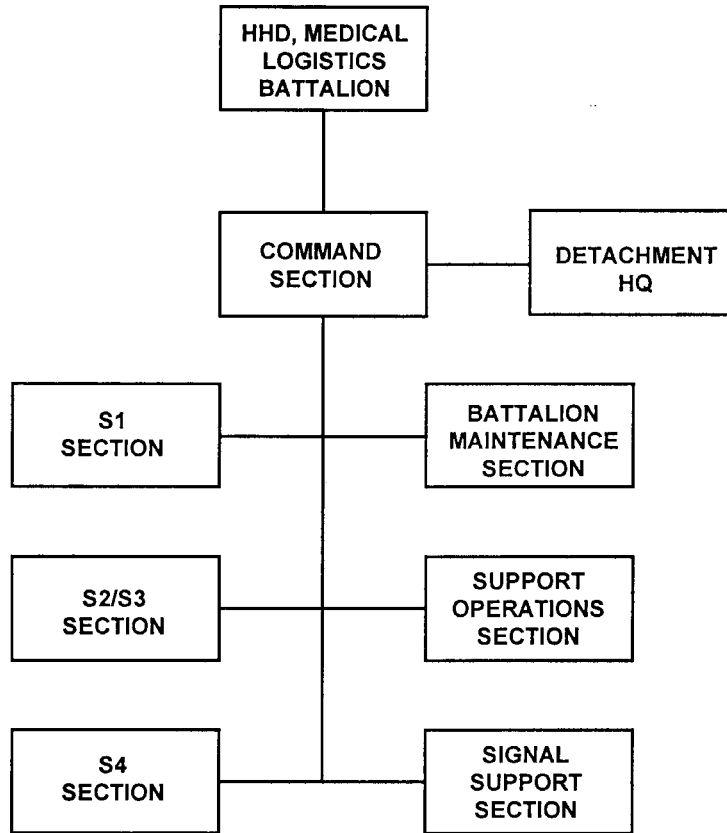 HHD, MEDICAL
LOGISTICS
BATTALION
COMMAND
SECTION
DETACHMENT
HQ
S1
SECTION
BATTALION
MAINTENANCE
SECTION
S2/S3
SECTION
SUPPORT
OPERATIONS
SECTION
S4
SECTION
SIGNAL
SUPPORT
SECTION